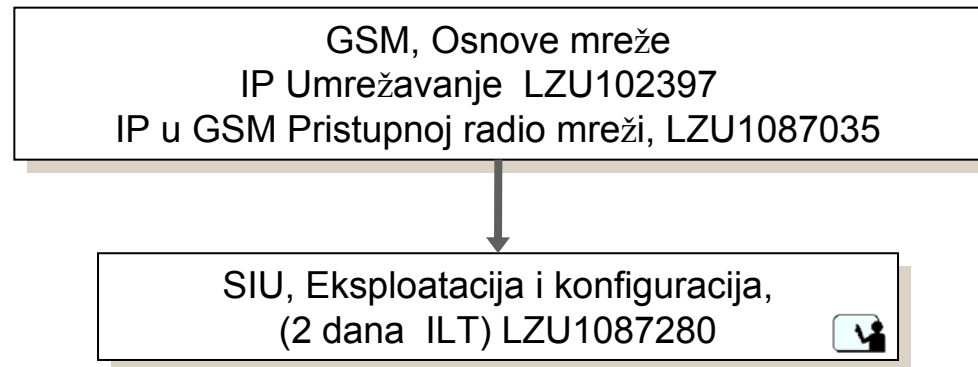 GSM, Osnove mreže
IP Umrežavanje LZU102397
IP u GSM Pristupnoj radio mreži, LZU1087035
SIU, Eksploatacija i konfiguracija,
(2 dana ILT) LZU1087280